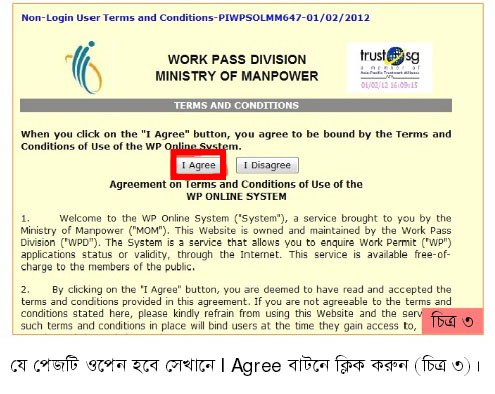 Non-Login User Terms and Conditions-PIWPSOLMM647-01/02/2012
WORK PASS DIVISION
MINISTRY OF MANPOWER
trustsg
a member of
Asia-Pacific Trustmark Alliance
01/02/12 16:09:15
TERMS AND CONDITIONS
When you click on the "I Agree" button, you agree to be bound by the Terms and
Conditions of Use of the WP Online System.
I Agree I Disagree
Agreement on Terms and Conditions of Use of the
WP ONLINE SYSTEM
1. Welcome to the WP Online System ("System"), a service brought to you by the
Ministry of Manpower ("MOM"). This Website is owned and maintained by the Work Pass
Division ("WPD"). The System is a service that allows you to enquire Work Permit ("WP")
applications status or validity, through the Internet. This service is available free-of-
charge to the members of the public.
2. By clicking on the "I Agree" button, you are deemed to have read and accepted the
terms and conditions provided in this agreement. If you are not agreeable to the terms and
conditions stated here, please kindly refrain from using this Website and the serv
such terms and conditions in place will bind users at the time they gain access to,
চিত্র ৩
যে পেজটি ওপেন হবে সেখানে I Agree বাটনে ক্লিক করুন (চিত্র ৩)।